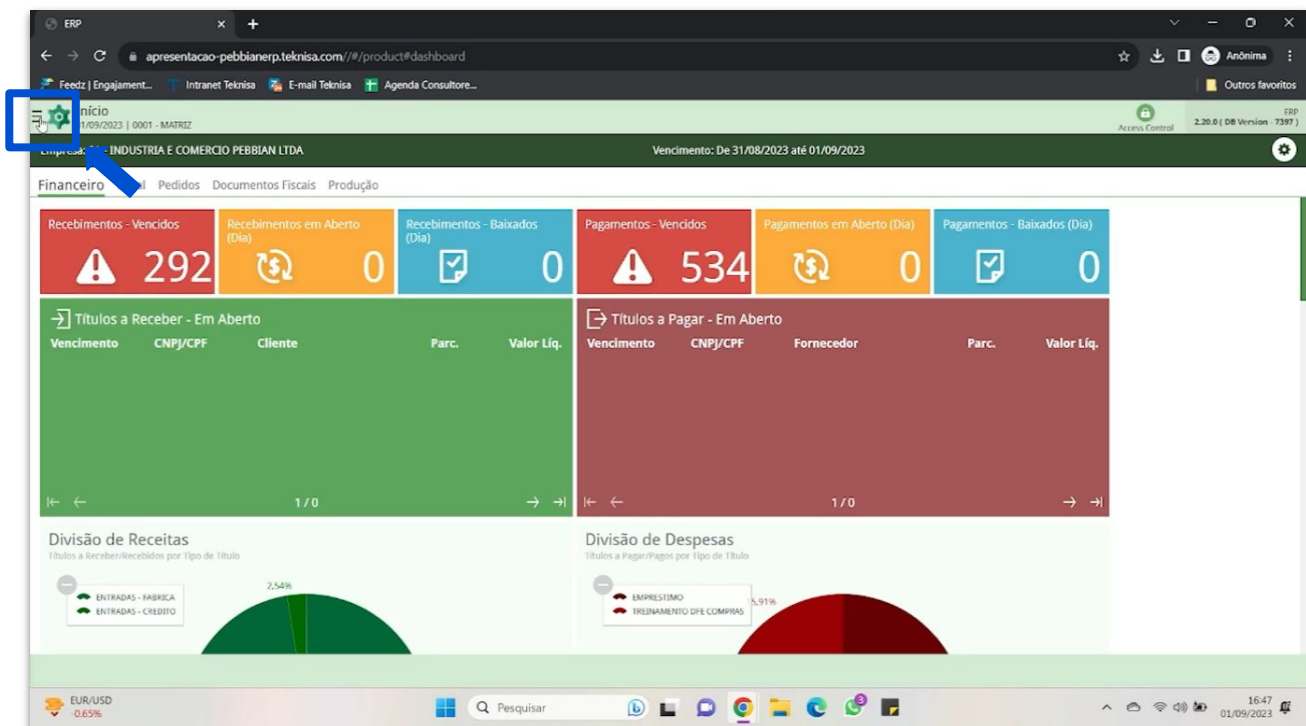 ERP
apresentacao-pebbianerp.teknisa.com//#/product#dashboard
Anônima
Feedz | Engajament... Intranet Teknisa E-mail Teknisa Agenda Consultore...
Outros favoritos
Início
01/09/2023 | 0001 - MATRIZ
Access Control
ERP
2.20.0 ( DB Version - 7397 )
INDUSTRIA E COMERCIO PEBBIAN LTDA
Vencimento: De 31/08/2023 até 01/09/2023
Financeiro
Pedidos Documentos Fiscais Produção
Recebimentos - Vencidos
292
Recebimentos em Aberto
(Dia)
0
Recebimentos - Baixados
(Dia)
0
Pagamentos - Vencidos
534
Pagamentos em Aberto (Dia)
0
Pagamentos - Baixados (Dia)
0
Títulos a Receber - Em Aberto
Vencimento CNPJ/CPF Cliente Parc. Valor Líq.
1 / 0
Títulos a Pagar - Em Aberto
Vencimento CNPJ/CPF Fornecedor Parc. Valor Líq.
1 / 0
Divisão de Receitas
Títulos a Receber/Recebidos por Tipo de Título
ENTRADAS - FABRICA
ENTRADAS - CREDITO
2,54%
Divisão de Despesas
Títulos a Pagar/Pagos por Tipo de Título
EMPRESTIMO
TREINAMENTO DFE COMPRAS
EUR/USD
-0.65%
Pesquisar
3
16:47
01/09/2023